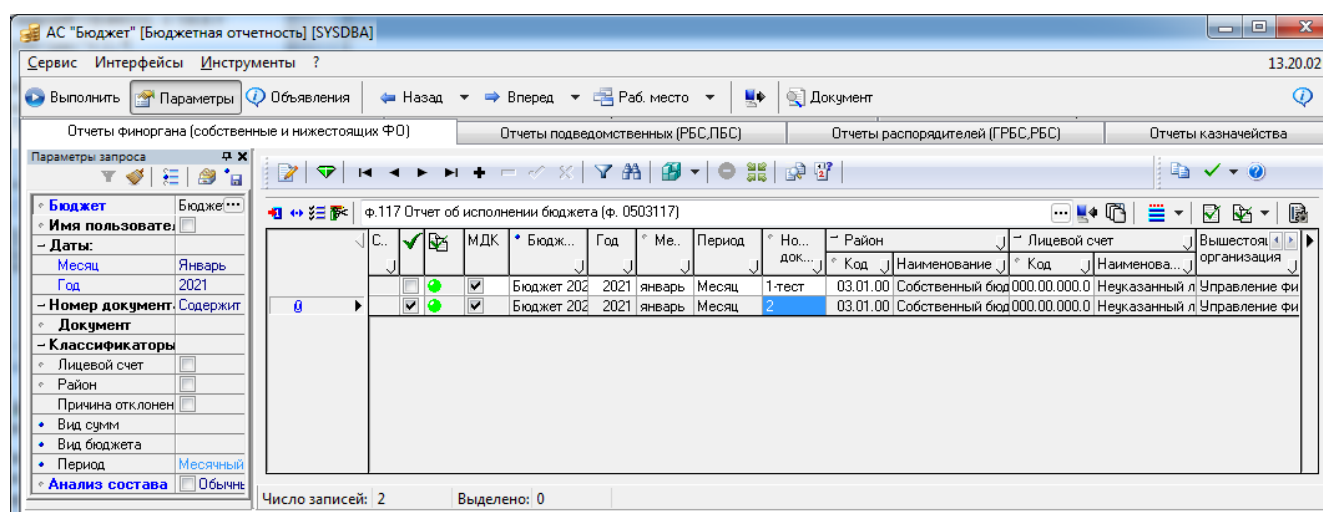 АС "Бюджет" [Бюджетная отчетность] [SYSDBA]
Сервис Интерфейсы Инструменты ? 13.20.02
Выполнить Параметры Объявления Назад Вперед Раб. место Документ
Отчеты финоргана (собственные и нижестоящих ФО) Отчеты подведомственных (РБС,ПБС) Отчеты распорядителей (ГРБС,РБС) Отчеты казначейства
Параметры запроса
Бюджет Бюдже
Имя пользовате
Даты:
Месяц Январь
Год 2021
Номер документ Содержит
Документ
Классификаторы
Лицевой счет
Район
Причина отклонен
Вид сумм
Вид бюджета
Период Месячный
Анализ состава Обычнь
ф.117 Отчет об исполнении бюджета (ф. 0503117)
С.. МДК Бюдж... Год Ме.. Период Но... док... Район Лицевой счет Вышестоя организация
Код Наименование Код Наименова...
Бюджет 202 2021 январь Месяц 1-тест 03.01.00 Собственный бюд 000.00.000.0 Неуказанный л Управление фи
Бюджет 202 2021 январь Месяц 2 03.01.00 Собственный бюд 000.00.000.0 Неуказанный л Управление фи
Число записей: 2 Выделено: 0